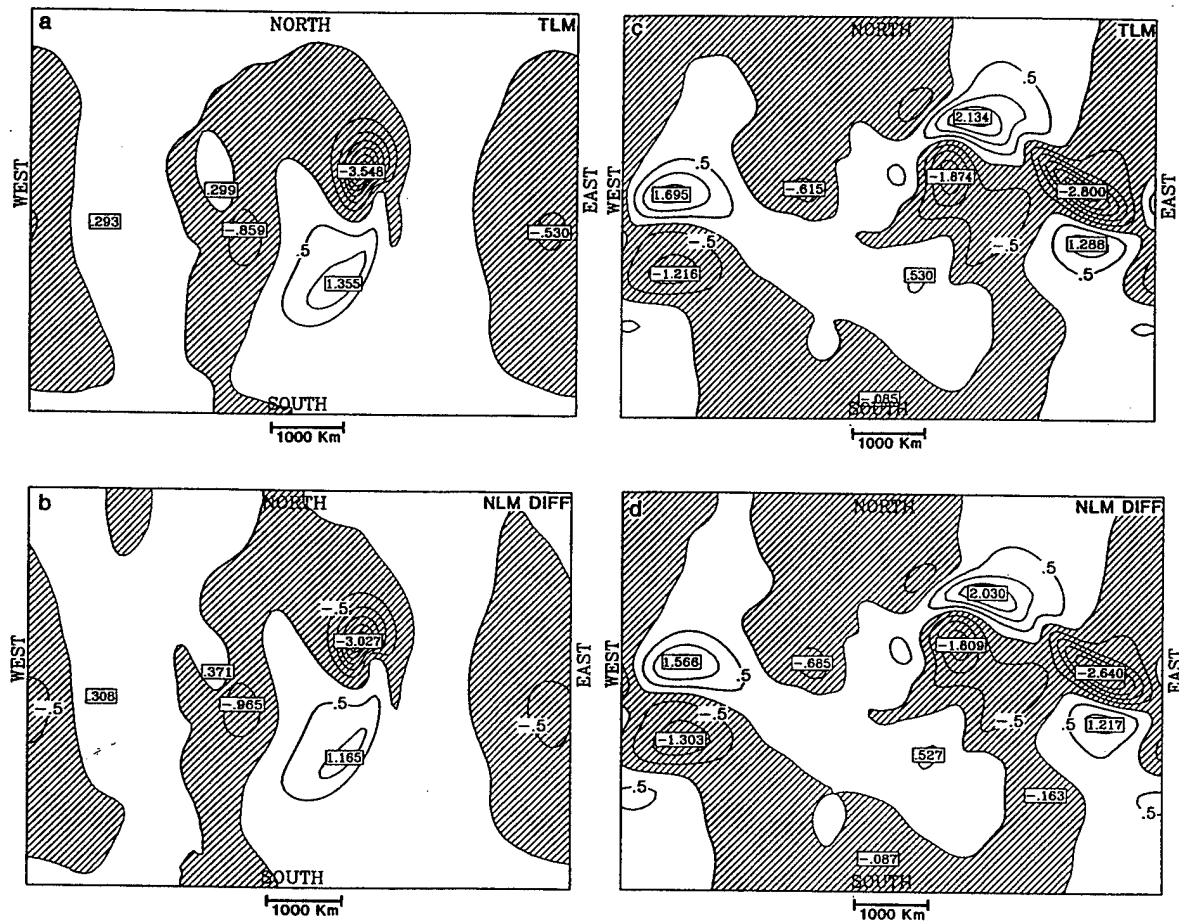 a
NORTH
TLM
WEST
.299
-3.548
.293
-.859
EAST
-.530
.5
1.355
SOUTH
1000 Km
c
NORTH
TLM
.5
2.134
WEST
1.695
-.615
-1.874
-2.800
EAST
-.5
-.5
1.288
.5
-1.216
.530
-.085
SOUTH
1000 Km
b
NORTH
NLM DIFF
-.5
-3.027
WEST
.371
EAST
.308
-.5
-.965
.5
-.5
1.165
SOUTH
1000 Km
d
NORTH
NLM DIFF
.5
2.030
WEST
1.566
.5
-.685
-1.809
-2.640
EAST
-.5
-.5
.5
1.217
-1.303
.527
.5
-.163
.5
-.087
SOUTH
1000 Km